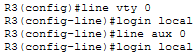 R3(config)#line vty 0
R3(config-line)#login local
R3(config-line)#line aux 0
R3(config-line)#login local